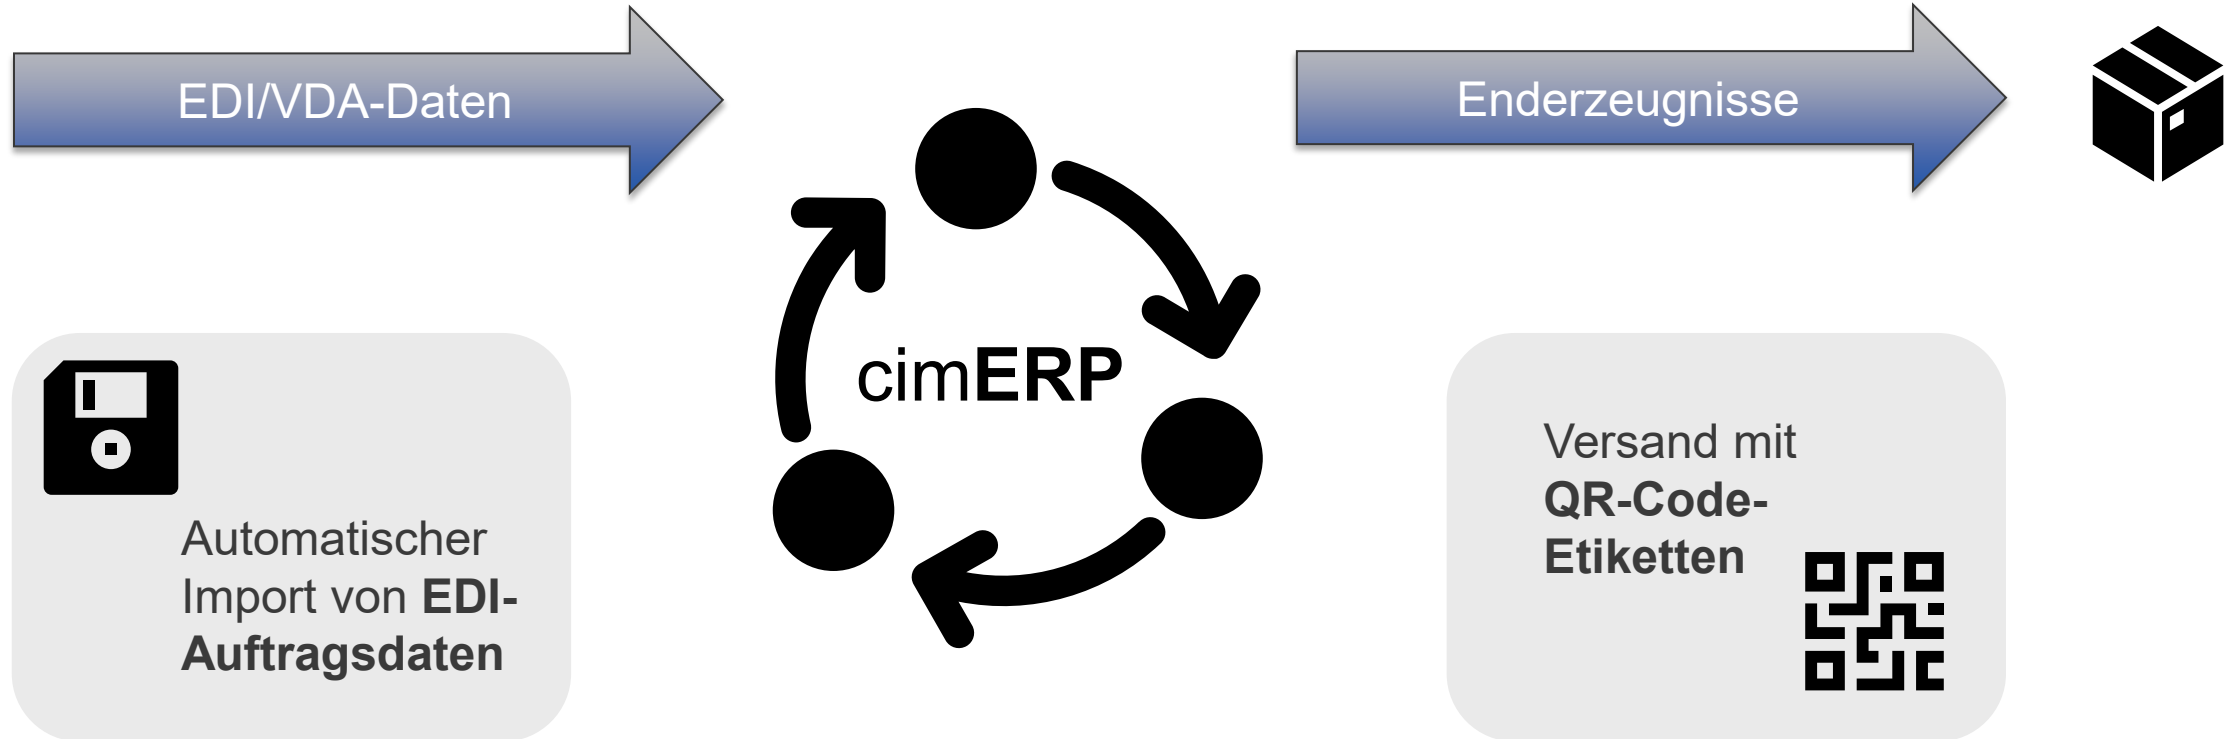 EDI/VDA-Daten
Enderzeugnisse
cimERP
Automatischer
Import von EDI-
Auftragsdaten
Versand mit
QR-Code-
Etiketten